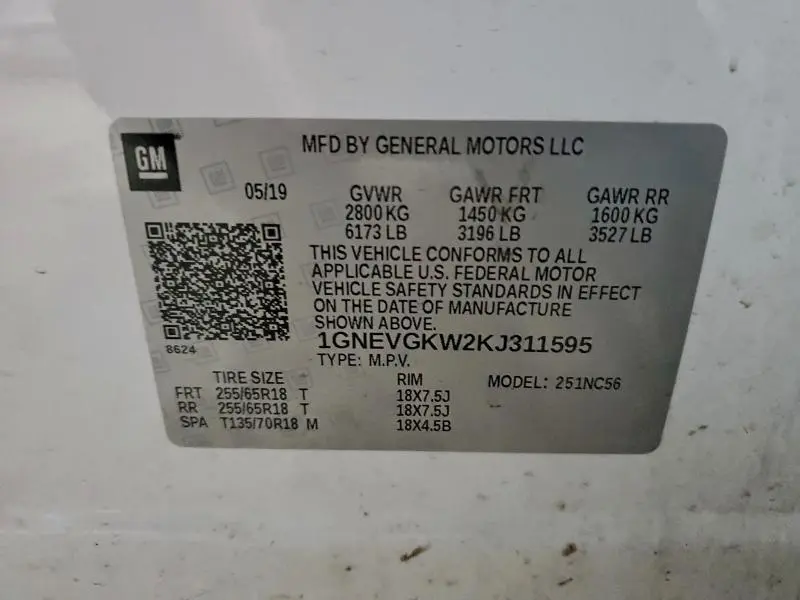 GM
MFD BY GENERAL MOTORS LLC
05/19 GVWR GAWR FRT GAWR RR
2800 KG 1450 KG 1600 KG
6173 LB 3196 LB 3527 LB
THIS VEHICLE CONFORMS TO ALL
APPLICABLE U.S. FEDERAL MOTOR
VEHICLE SAFETY STANDARDS IN EFFECT
ON THE DATE OF MANUFACTURE
SHOWN ABOVE.
8624
1GNEVGKW2KJ311595
TYPE: M.P.V.
TIRE SIZE RIM MODEL: 251NC56
FRT 255/65R18 T 18X7.5J
RR 255/65R18 T 18X7.5J
SPA T135/70R18 M 18X4.5B